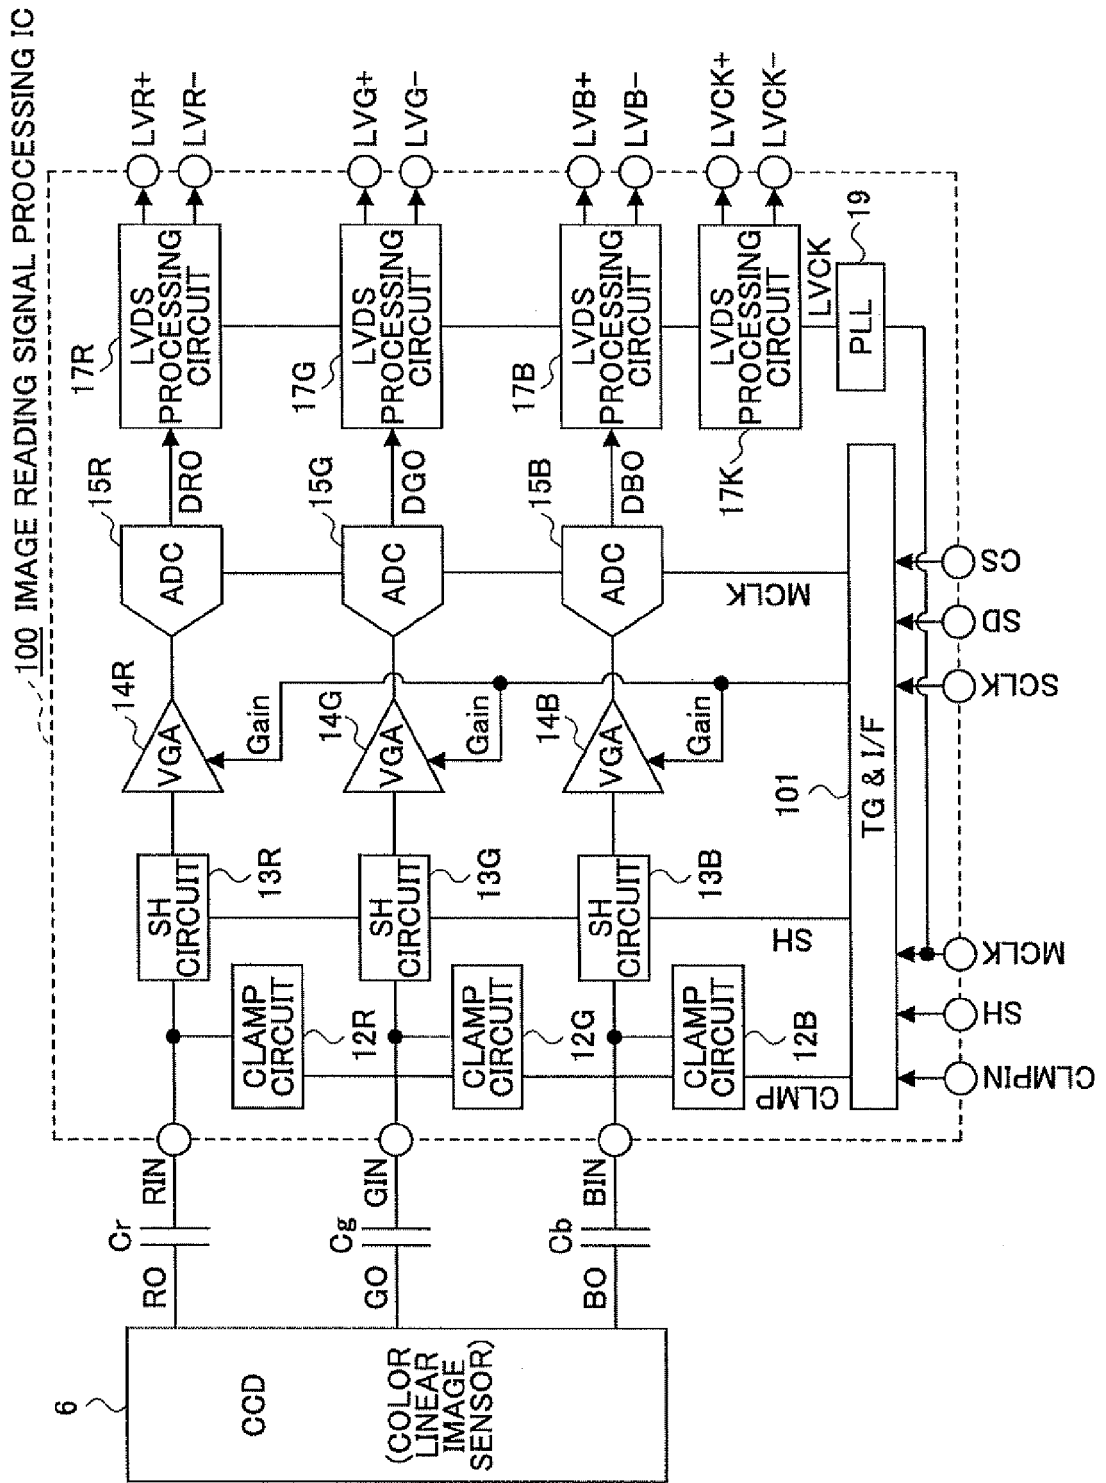 100 IMAGE READING SIGNAL PROCESSING IC
6
CCD
(COLOR
LINEAR
IMAGE
SENSOR)
RO
Cr
RIN
CLAMP
CIRCUIT
12R
SH
CIRCUIT
13R
VGA
14R
Gain
ADC
15R
DRO
LVDS
PROCESSING
CIRCUIT
17R
LVR+
LVR-
GO
Cg
GIN
CLAMP
CIRCUIT
12G
SH
CIRCUIT
13G
VGA
14G
Gain
ADC
15G
DGO
LVDS
PROCESSING
CIRCUIT
17G
LVG+
LVG-
BO
Cb
BIN
CLAMP
CIRCUIT
12B
SH
CIRCUIT
13B
VGA
14B
Gain
ADC
15B
DBO
LVDS
PROCESSING
CIRCUIT
17B
LVB+
LVB-
LVDS
PROCESSING
CIRCUIT
17K
LVCK+
LVCK-
CLMP
SH
MCLK
LVCK
101
TG & I/F
PLL
19
CLMPIN
SH
MCLK
SCLK
SD
CS